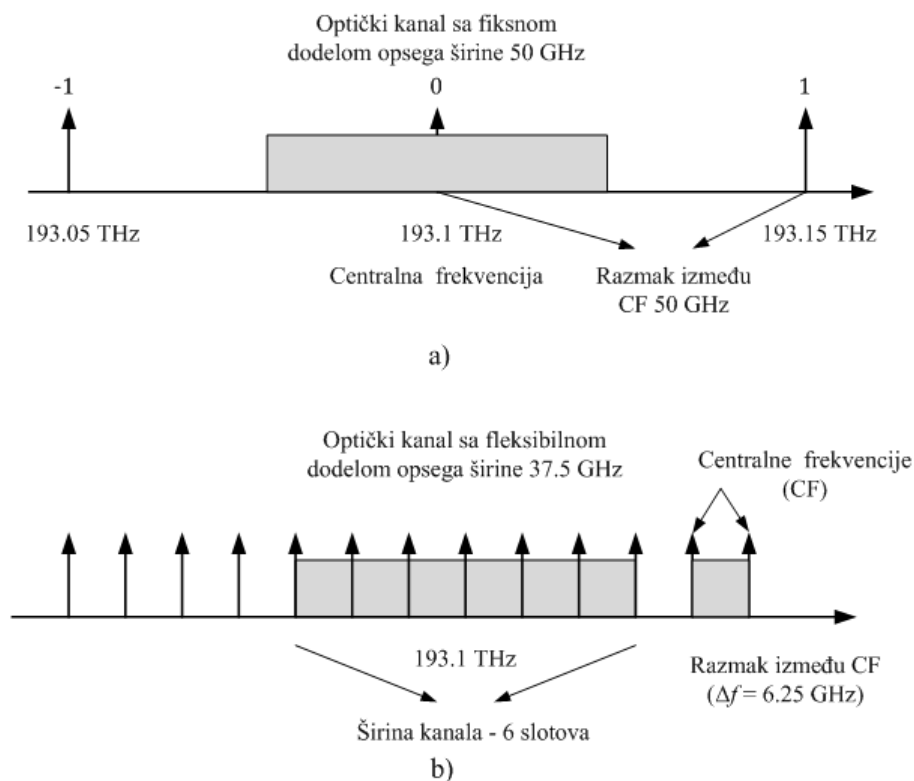 a)
Optički kanal sa fiksnom
dodelom opsega širine 50 GHz
-1
0
1
193.05 THz
193.1 THz
193.15 THz
Centralna frekvencija
Razmak između
CF 50 GHz
a)
Optički kanal sa fleksibilnom
dodelom opsega širine 37.5 GHz
Centralne frekvencije
(CF)
193.1 THz
Razmak između CF
(Δf = 6.25 GHz)
Širina kanala - 6 slotova
b)